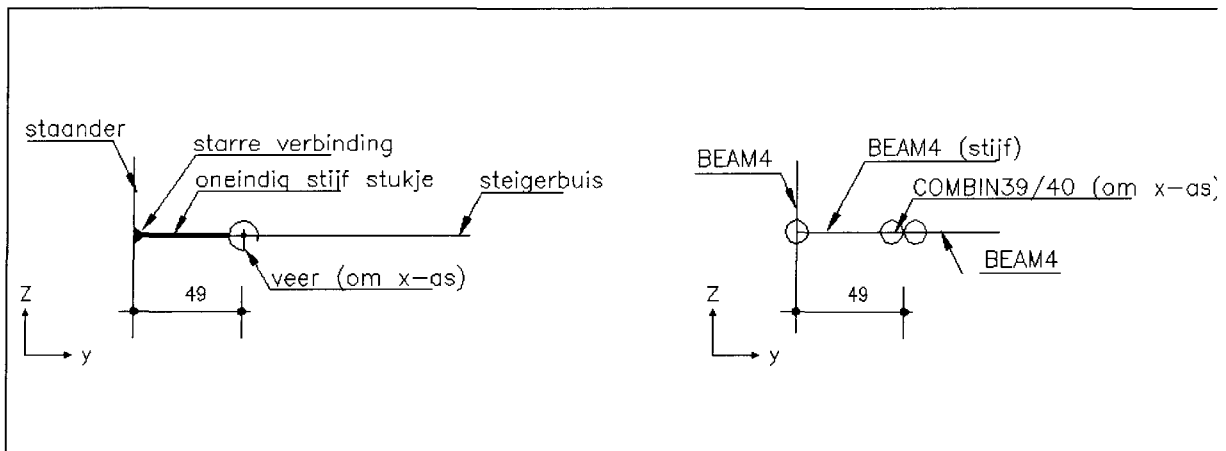 staander
starre verbinding
oneindig stijf stukje
steigerbuis
veer (om x-as)
49
Z
y
BEAM4
BEAM4 (stijf)
COMBIN39/40 (om x-as)
BEAM4
49
Z
y